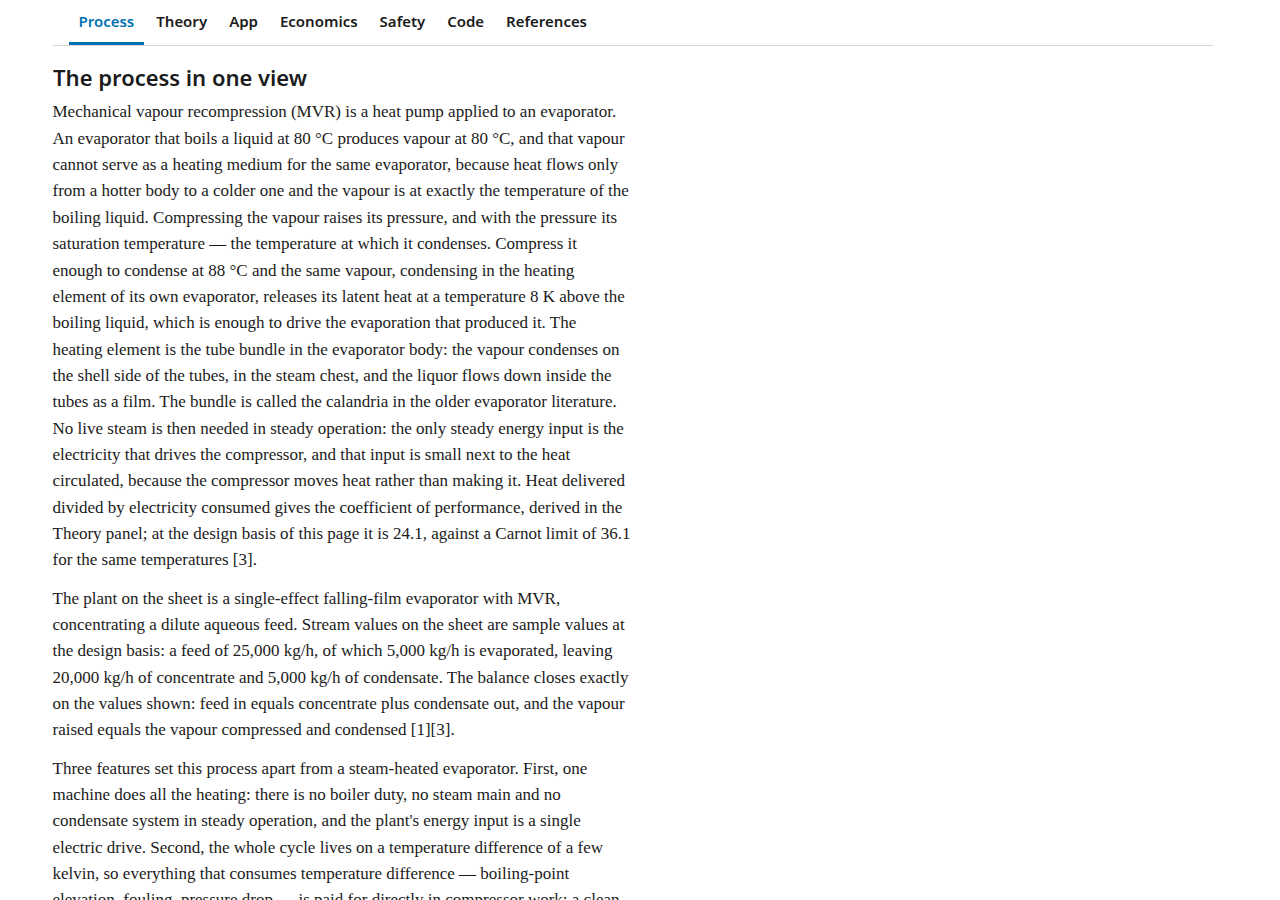 Process Theory App Economics Safety Code References
The process in one view
Mechanical vapour recompression (MVR) is a heat pump applied to an evaporator.
An evaporator that boils a liquid at 80 °C produces vapour at 80 °C, and that vapour
cannot serve as a heating medium for the same evaporator, because heat flows only
from a hotter body to a colder one and the vapour is at exactly the temperature of the
boiling liquid. Compressing the vapour raises its pressure, and with the pressure its
saturation temperature — the temperature at which it condenses. Compress it
enough to condense at 88 °C and the same vapour, condensing in the heating
element of its own evaporator, releases its latent heat at a temperature 8 K above the
boiling liquid, which is enough to drive the evaporation that produced it. The
heating element is the tube bundle in the evaporator body: the vapour condenses on
the shell side of the tubes, in the steam chest, and the liquor flows down inside the
tubes as a film. The bundle is called the calandria in the older evaporator literature.
No live steam is then needed in steady operation: the only steady energy input is the
electricity that drives the compressor, and that input is small next to the heat
circulated, because the compressor moves heat rather than making it. Heat delivered
divided by electricity consumed gives the coefficient of performance, derived in the
Theory panel; at the design basis of this page it is 24.1, against a Carnot limit of 36.1
for the same temperatures [3].
The plant on the sheet is a single-effect falling-film evaporator with MVR,
concentrating a dilute aqueous feed. Stream values on the sheet are sample values at
the design basis: a feed of 25,000 kg/h, of which 5,000 kg/h is evaporated, leaving
20,000 kg/h of concentrate and 5,000 kg/h of condensate. The balance closes exactly
on the values shown: feed in equals concentrate plus condensate out, and the vapour
raised equals the vapour compressed and condensed [1][3].
Three features set this process apart from a steam-heated evaporator. First, one
machine does all the heating: there is no boiler duty, no steam main and no
condensate system in steady operation, and the plant's energy input is a single
electric drive. Second, the whole cycle lives on a temperature difference of a few
kelvin, so everything that consumes temperature difference — boiling-point
elevation, fouling, pressure drop — is paid for directly in compressor work: a clean